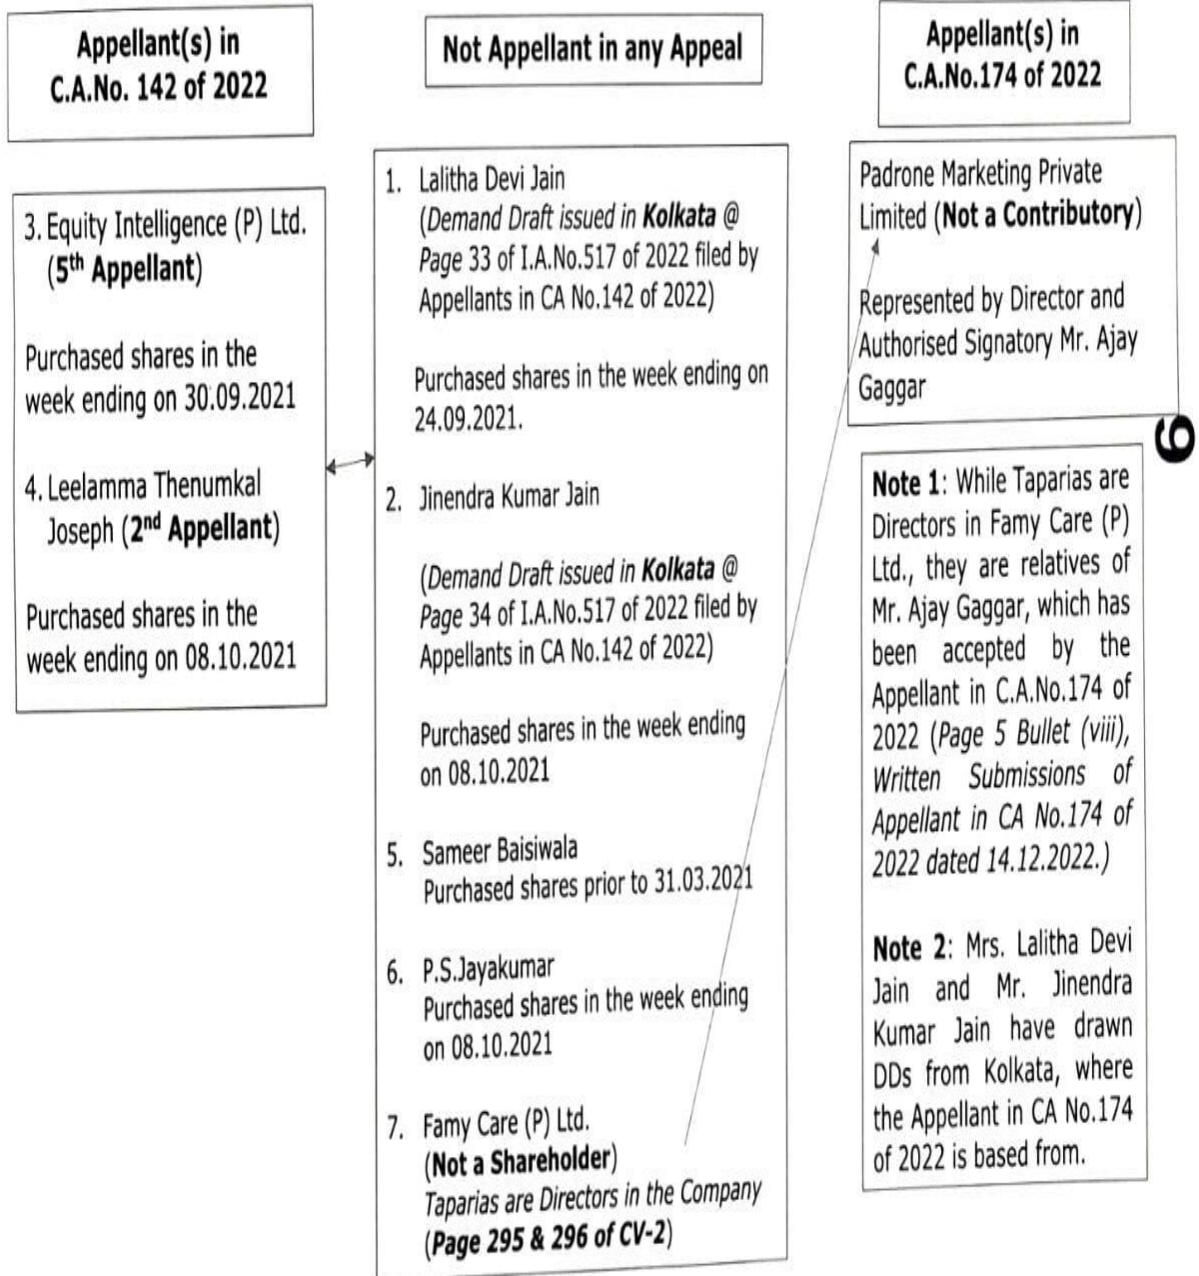 Appellant(s) in
C.A.No. 142 of 2022
3. Equity Intelligence (P) Ltd.
(5th Appellant)
Purchased shares in the
week ending on 30.09.2021
4. Leelamma Thenumkal
Joseph (2nd Appellant)
Purchased shares in the
week ending on 08.10.2021
Not Appellant in any Appeal
1. Lalitha Devi Jain
(Demand Draft issued in Kolkata @
Page 33 of I.A.No.517 of 2022 filed by
Appellants in CA No.142 of 2022)
Purchased shares in the week ending on
24.09.2021.
2. Jinendra Kumar Jain
(Demand Draft issued in Kolkata @
Page 34 of I.A.No.517 of 2022 filed by
Appellants in CA No.142 of 2022)
Purchased shares in the week ending
on 08.10.2021
5. Sameer Baisiwala
Purchased shares prior to 31.03.2021
6. P.S.Jayakumar
Purchased shares in the week ending
on 08.10.2021
7. Famy Care (P) Ltd.
(Not a Shareholder)
Taparias are Directors in the Company
(Page 295 & 296 of CV-2)
Appellant(s) in
C.A.No.174 of 2022
Padrone Marketing Private
Limited (Not a Contributory)
Represented by Director and
Authorised Signatory Mr. Ajay
Gaggar
9
Note 1: While Taparias are
Directors in Famy Care (P)
Ltd., they are relatives of
Mr. Ajay Gaggar, which has
been accepted by the
Appellant in C.A.No.174 of
2022 (Page 5 Bullet (viii),
Written Submissions of
Appellant in CA No.174 of
2022 dated 14.12.2022.)
Note 2: Mrs. Lalitha Devi
Jain and Mr. Jinendra
Kumar Jain have drawn
DDs from Kolkata, where
the Appellant in CA No.174
of 2022 is based from.